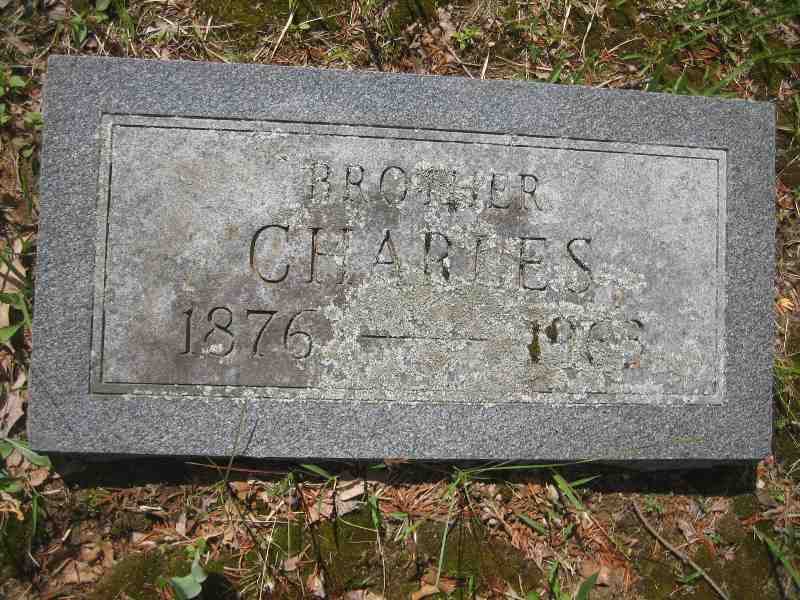 BROTHER
CHARLES
1876 —